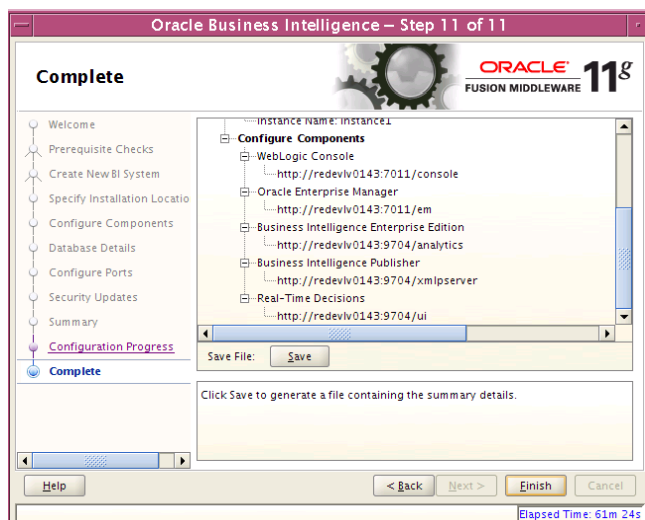 Oracle Business Intelligence – Step 11 of 11
Complete
ORACLE
FUSION MIDDLEWARE 11g
Welcome
Prerequisite Checks
Create New BI System
Specify Installation Locatio
Configure Components
Database Details
Configure Ports
Security Updates
Summary
Configuration Progress
Complete
Instance Name: Instance1
Configure Components
WebLogic Console
http://redevlv0143:7011/console
Oracle Enterprise Manager
http://redevlv0143:7011/em
Business Intelligence Enterprise Edition
http://redevlv0143:9704/analytics
Business Intelligence Publisher
http://redevlv0143:9704/xmlpserver
Real-Time Decisions
http://redevlv0143:9704/ui
Save File: Save
Click Save to generate a file containing the summary details.
Help < Back Next > Finish Cancel
Elapsed Time: 61m 24s